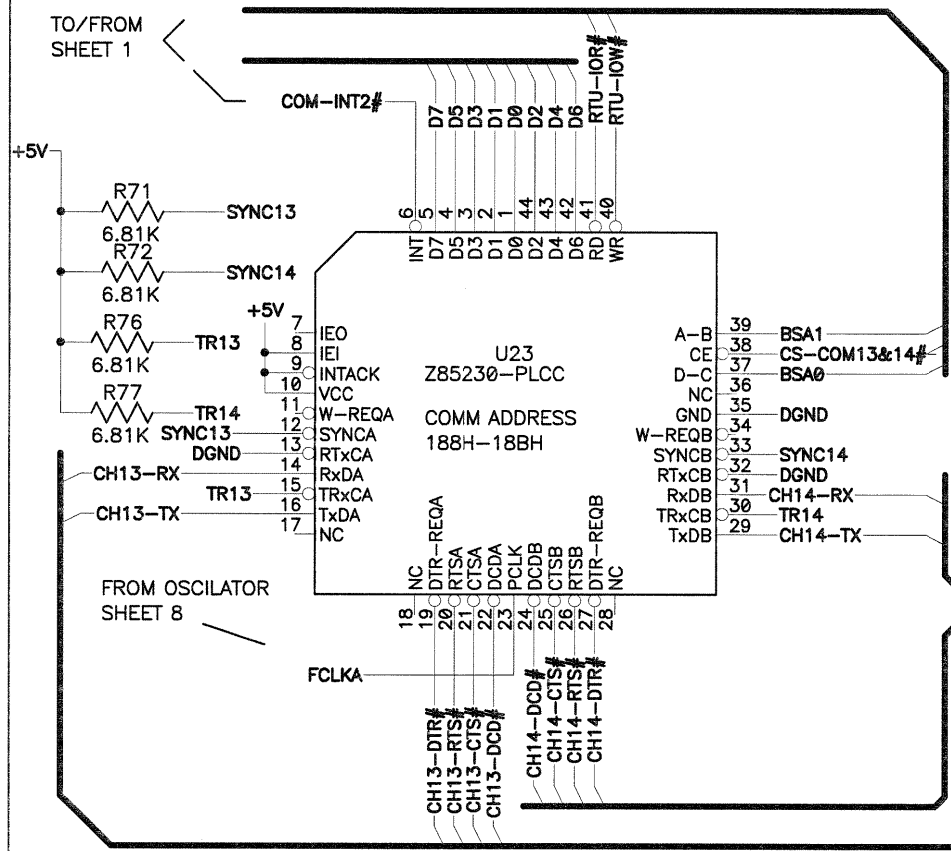 TO/FROM
SHEET 1
COM-INT2#
D7
D5
D3
D1
D0
D2
D4
D6
RTU-IOR#
RTU-IOW#
+5V
R71
6.81K
SYNC13
R72
6.81K
SYNC14
R76
6.81K
TR13
R77
6.81K
TR14
+5V
6
5
4
3
2
1
44
43
42
41
40
INT
D7
D5
D3
D1
D0
D2
D4
D6
RD
WR
U23
Z85230-PLCC
COMM ADDRESS
188H-18BH
7 IEO
8 IEI
9 INTACK
10 VCC
11 W-REQA
SYNC13 12 SYNCA
DGND 13 RTxCA
CH13-RX 14 RxDA
TR13 15 TRxCA
CH13-TX 16 TxDA
17 NC
A-B 39 BSA1
CE 38 CS-COM13&14#
D-C 37 BSA0
NC 36
GND 35 DGND
W-REQB 34
SYNCB 33 SYNC14
RTxCB 32 DGND
RxDB 31 CH14-RX
TRxCB 30 TR14
TxDB 29 CH14-TX
NC
DTR-REQA
RTSA
CTSA
DCDA
PCLK
DCDB
CTSB
RTSB
DTR-REQB
NC
18
19
20
21
22
23
24
25
26
27
28
FROM OSCILATOR
SHEET 8
FCLKA
CH13-DTR#
CH13-RTS#
CH13-CTS#
CH13-DCD#
CH14-DCD#
CH14-CTS#
CH14-RTS#
CH14-DTR#